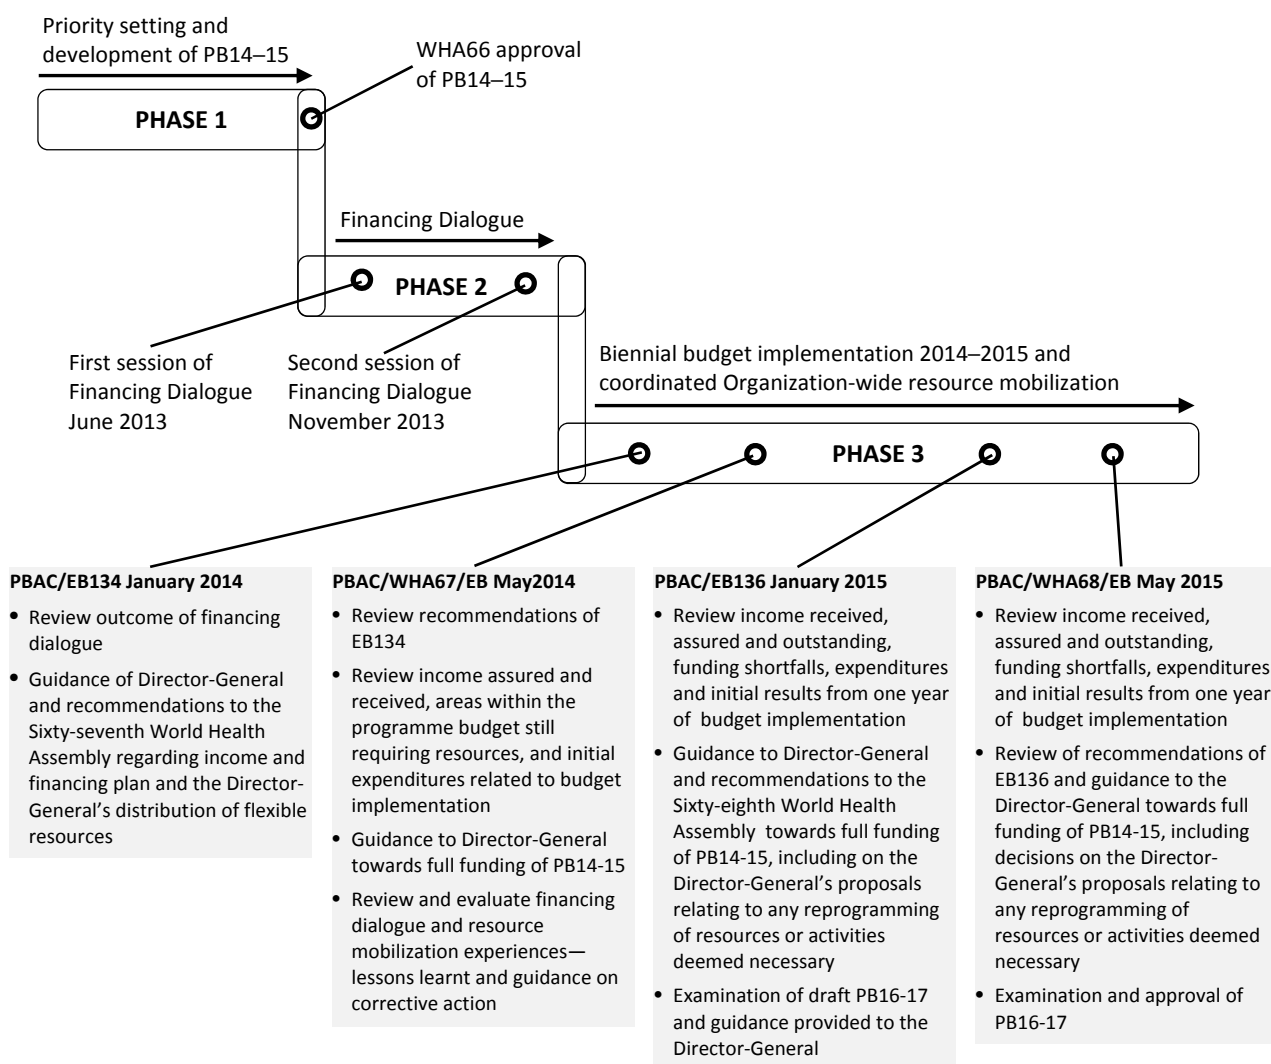 Priority setting and
development of PB14–15
WHA66 approval
of PB14–15
PHASE 1
Financing Dialogue
PHASE 2
First session of
Financing Dialogue
June 2013
Second session of
Financing Dialogue
November 2013
Biennial budget implementation 2014–2015 and
coordinated Organization-wide resource mobilization
PHASE 3
PBAC/EB134 January 2014
• Review outcome of financing
dialogue
• Guidance of Director-General
and recommendations to the
Sixty-seventh World Health
Assembly regarding income and
financing plan and the Director-
General’s distribution of flexible
resources
PBAC/WHA67/EB May2014
• Review recommendations of
EB134
• Review income assured and
received, areas within the
programme budget still
requiring resources, and initial
expenditures related to budget
implementation
• Guidance to Director-General
towards full funding of PB14-15
• Review and evaluate financing
dialogue and resource
mobilization experiences—
lessons learnt and guidance on
corrective action
PBAC/EB136 January 2015
• Review income received,
assured and outstanding,
funding shortfalls, expenditures
and initial results from one year
of budget implementation
• Guidance to Director-General
and recommendations to the
Sixty-eighth World Health
Assembly towards full funding
of PB14-15, including on the
Director-General’s proposals
relating to any reprogramming
of resources or activities
deemed necessary
• Examination of draft PB16-17
and guidance provided to the
Director-General
PBAC/WHA68/EB May 2015
• Review income received,
assured and outstanding,
funding shortfalls, expenditures
and initial results from one year
of budget implementation
• Review of recommendations of
EB136 and guidance to the
Director-General towards full
funding of PB14-15, including
decisions on the Director-
General’s proposals relating to
any reprogramming of
resources or activities deemed
necessary
• Examination and approval of
PB16-17